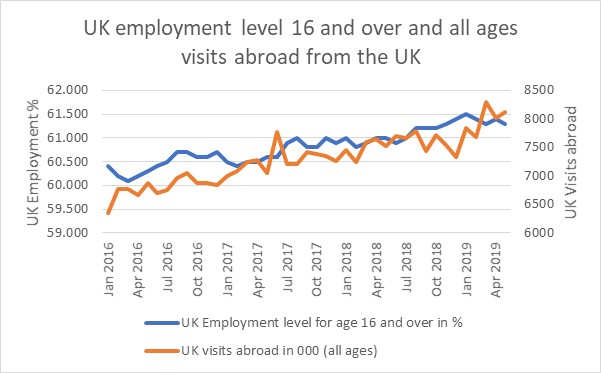 UK employment level 16 and over and all ages
visits abroad from the UK
UK Employment %
62.000
61.500
61.000
60.500
60.000
59.500
59.000
8500
8000
7500
7000
6500
6000
UK Visits abroad
Jan 2016
Apr 2016
Jul 2016
Oct 2016
Jan 2017
Apr 2017
Jul 2017
Oct 2017
Jan 2018
Apr 2018
Jul 2018
Oct 2018
Jan 2019
Apr 2019
UK Employment level for age 16 and over in %
UK visits abroad in 000 (all ages)